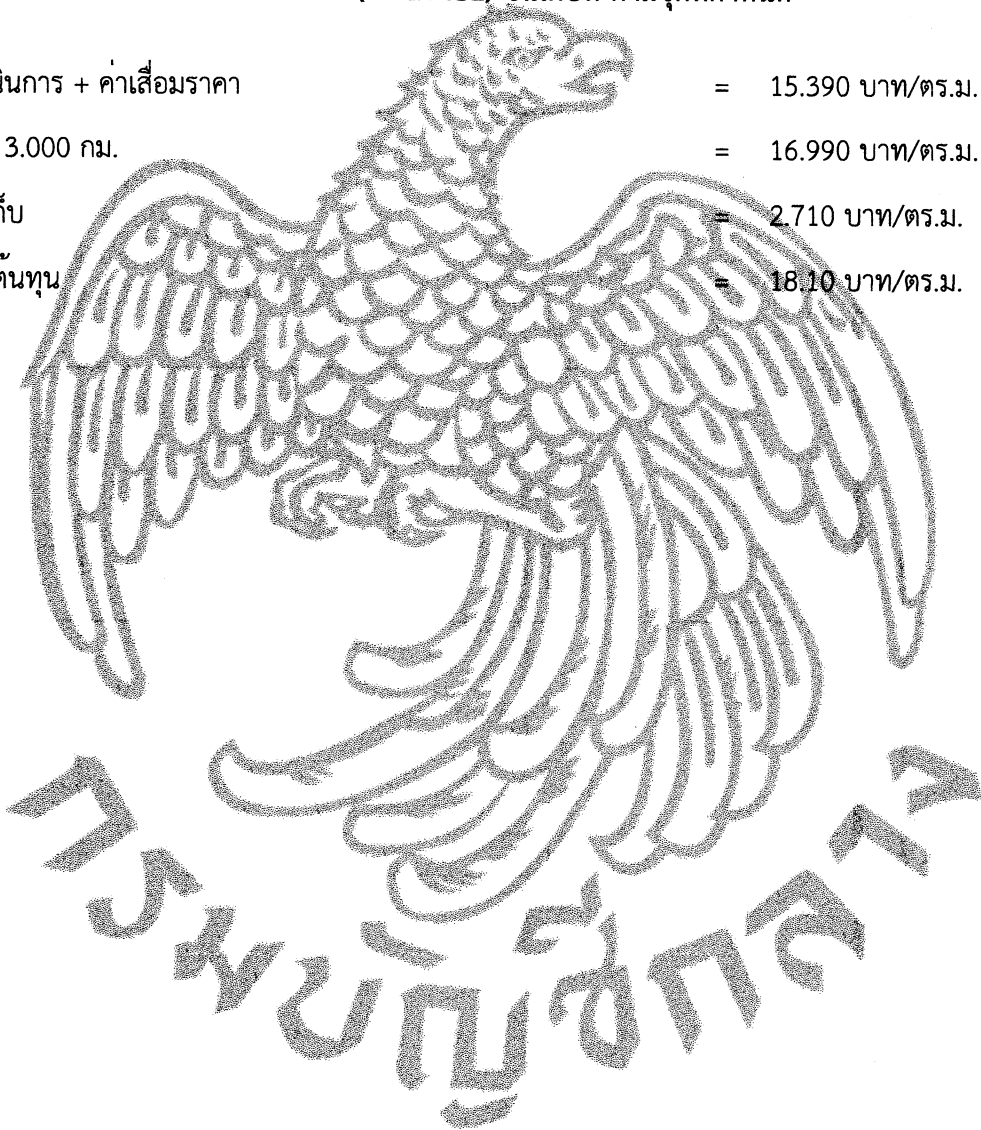 นินการ + ค่าเสื่อมราคา = 15.390 บาท/ตร.ม.
3.000 กม. = 16.990 บาท/ตร.ม.
= 2.710 บาท/ตร.ม.
ต้นทุน = 18.10 บาท/ตร.ม.
กรมบัญชีกลาง